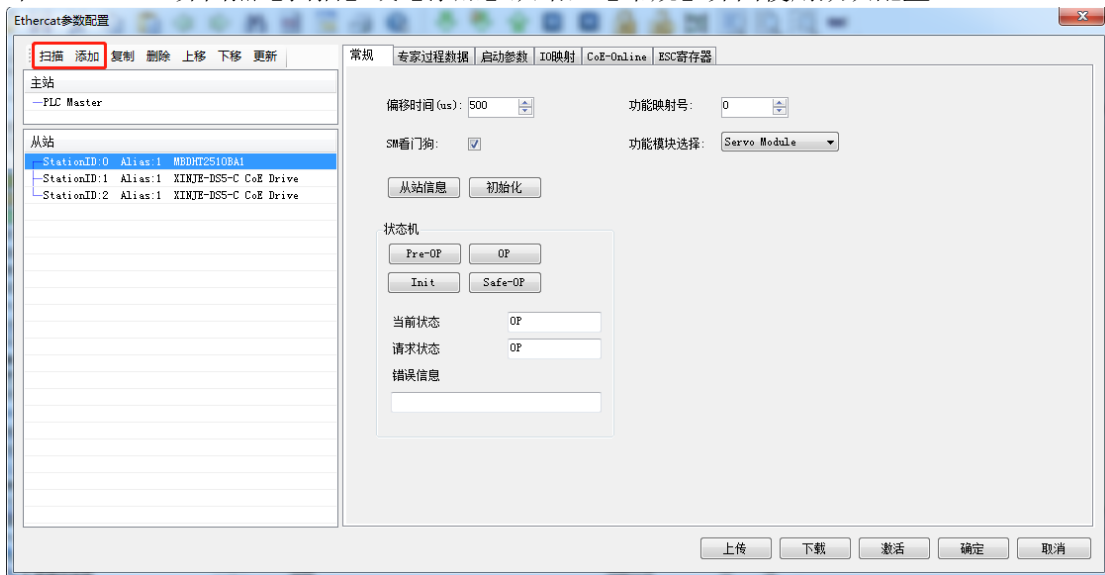 Ethercat参数配置
扫描 添加 复制 删除 上移 下移 更新
主站
PLC Master
从站
StationID:0 Alias:1 MBDHT2510BA1
StationID:1 Alias:1 XINJE-DS5-C CoE Drive
StationID:2 Alias:1 XINJE-DS5-C CoE Drive
常规 专家过程数据 启动参数 IO映射 CoE-Online ESC寄存器
偏移时间(us): 500 功能映射号: 0
SM看门狗: 功能模块选择: Servo Module
从站信息 初始化
状态机
Pre-OP OP
Init Safe-OP
当前状态 OP
请求状态 OP
错误信息
上传 下载 激活 确定 取消